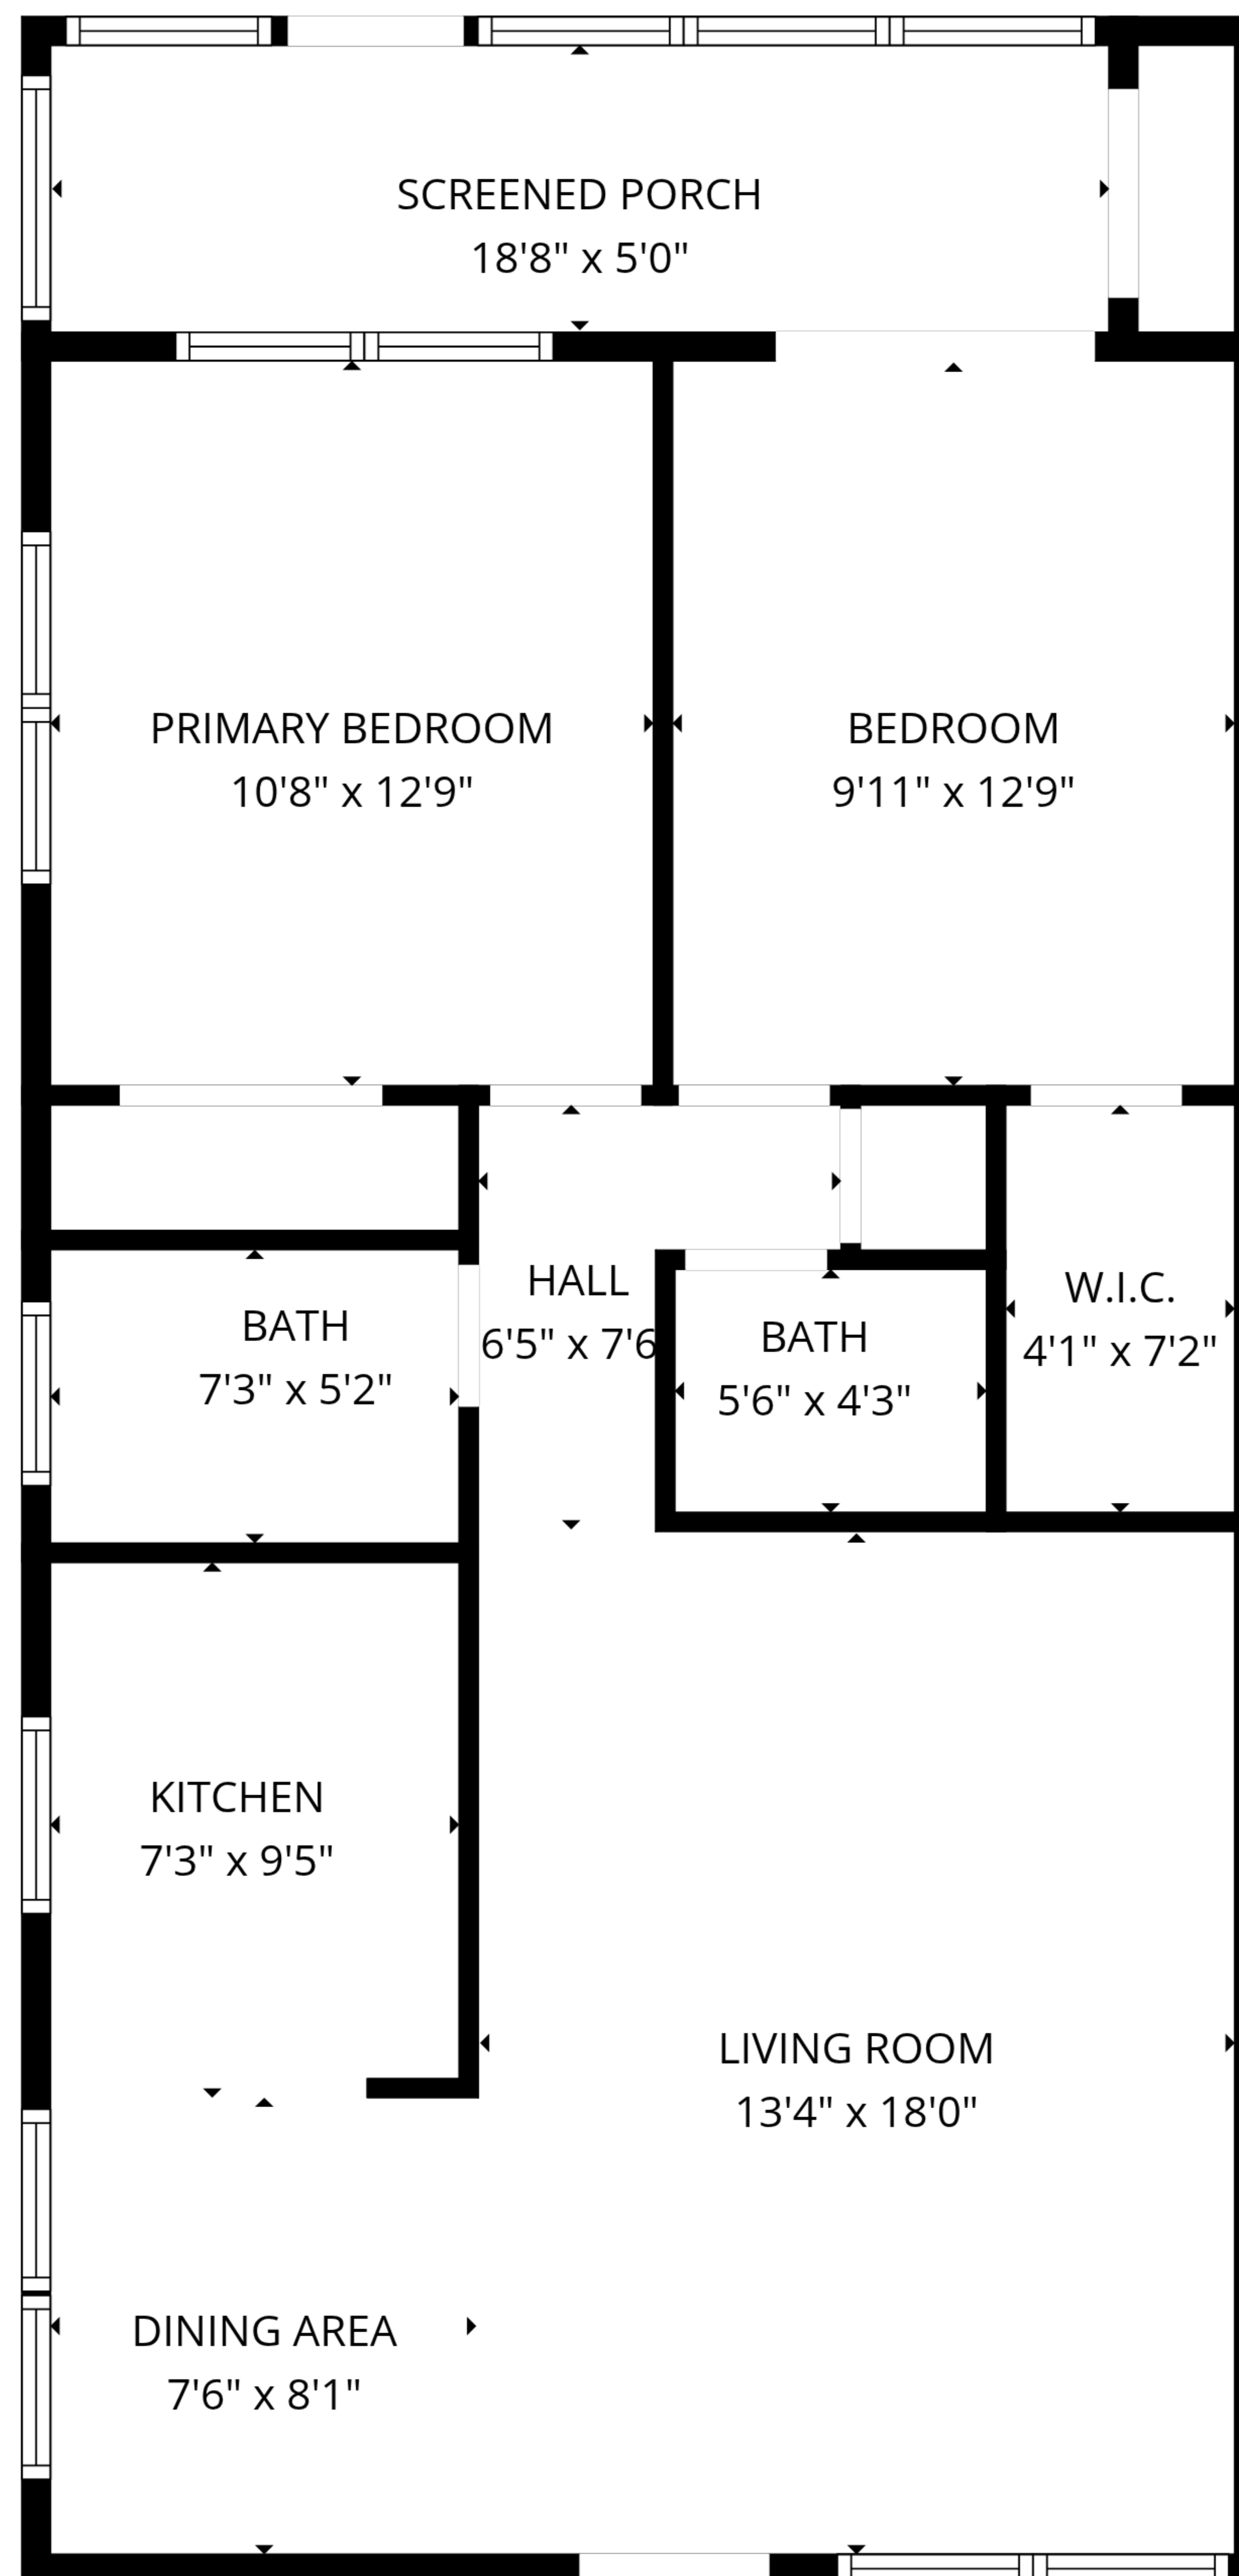 SCREENED PORCH
18'8" x 5'0"
PRIMARY BEDROOM
10'8" x 12'9"
BEDROOM
9'11" x 12'9"
HALL
6'5" x 7'6
BATH
7'3" x 5'2"
BATH
5'6" x 4'3"
W.I.C.
4'1" x 7'2"
KITCHEN
7'3" x 9'5"
LIVING ROOM
13'4" x 18'0"
DINING AREA
7'6" x 8'1"